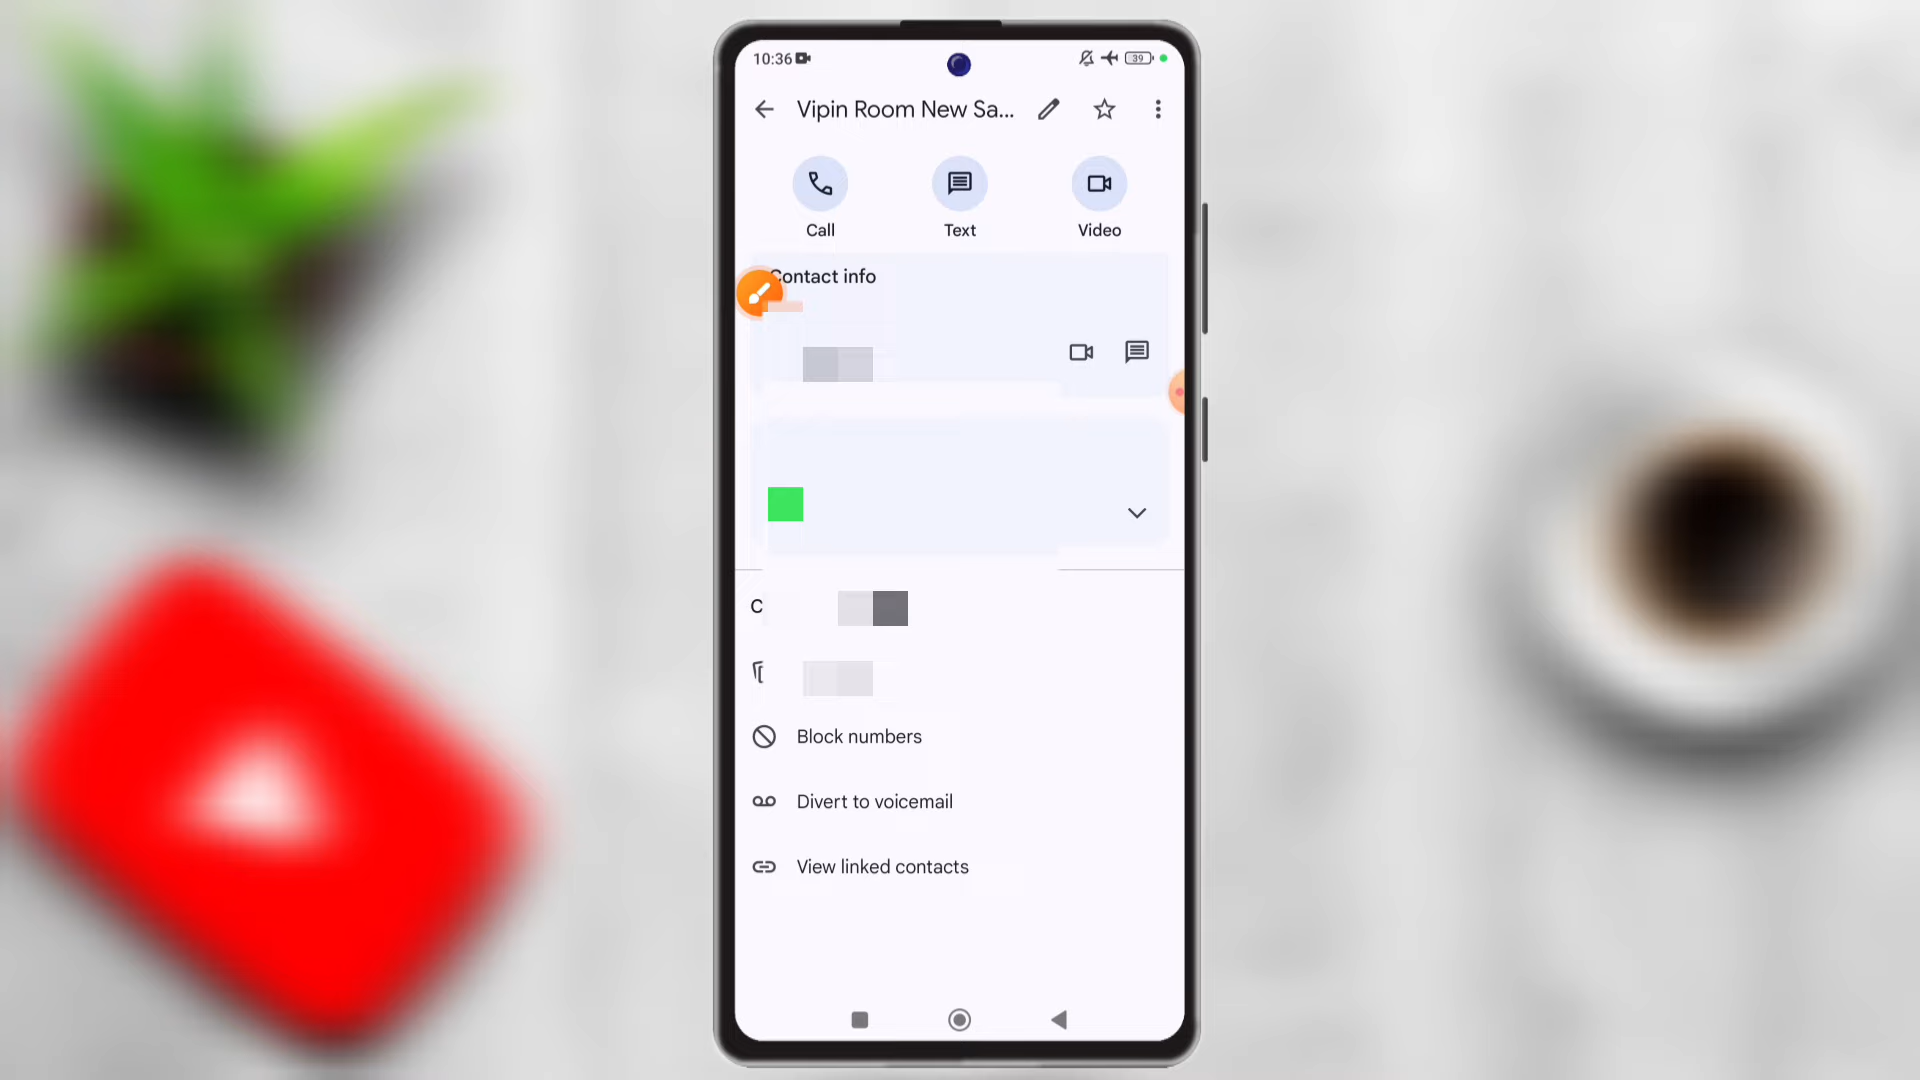 10:36
39
Vipin Room New Sa...
Call
Text
Video
Contact info
C
Block numbers
Divert to voicemail
View linked contacts